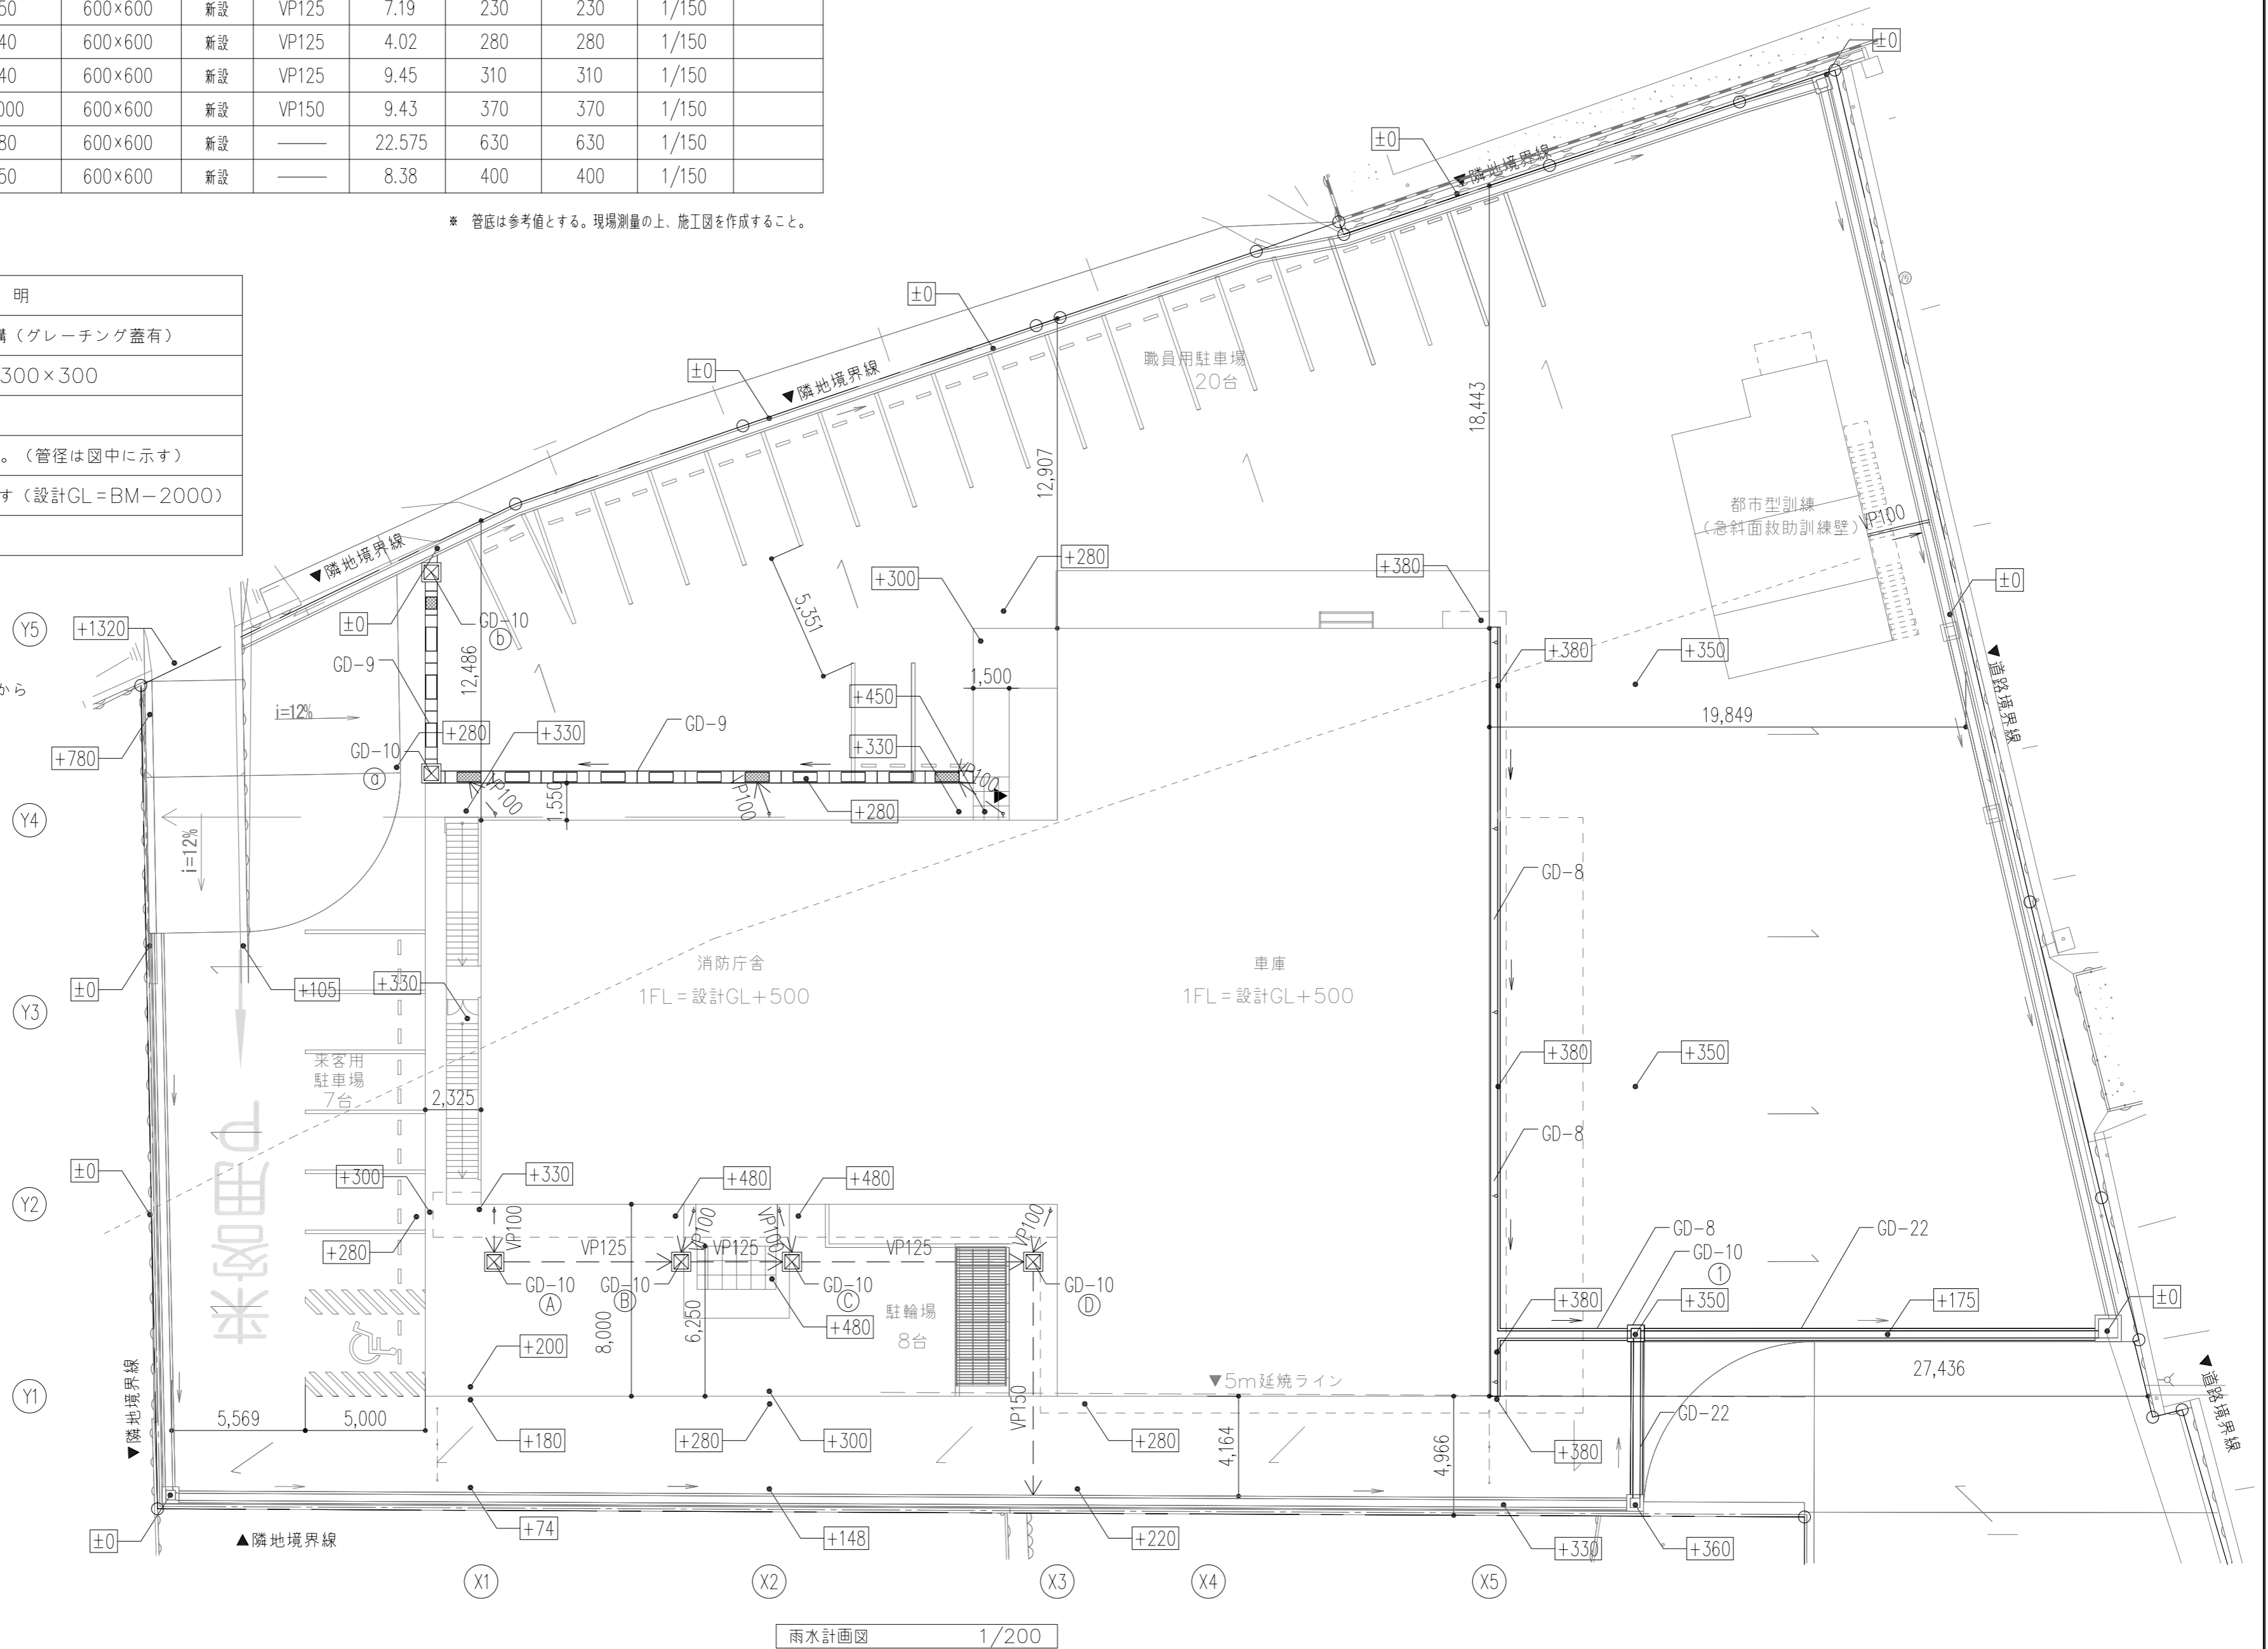 50 600×600 新設 VP125 7.19 230 230 1/150
40 600×600 新設 VP125 4.02 280 280 1/150
40 600×600 新設 VP125 9.45 310 310 1/150
000 600×600 新設 VP150 9.43 370 370 1/150
80 600×600 新設 —— 22.575 630 630 1/150
50 600×600 新設 —— 8.38 400 400 1/150
※ 管底は参考値とする。現場測量の上、施工図を作成すること。
明
溝（グレーチング蓋有）
300×300
。（管径は図中に示す）
す（設計GL=BM−2000）
から
±0
±0
▼隣地境界線
±0
±0
▼隣地境界線
職員用駐車場
20台
18,443
12,907
汚
都市型訓練
（急斜面救助訓練壁）
VP100
▼隣地境界線
+280
+380
+300
±0
Y5
+1320
±0
GD-10
ⓑ
5,351
GD-9
12,486
+380
+350
▼道路境界線
1,500
+450
i=12%
19,849
GD-9
+280
+330
+780
GD-10
ⓐ
+330
VP100
VP100
VP100
1,550
+280
Y4
i=12%
GD-8
消防庁舎
1FL=設計GL+500
車庫
1FL=設計GL+500
±0
+105
+330
Y3
来客用
駐車場
7台
+380
+350
2,325
来客用P
GD-8
±0
+300
+330
+480
+480
Y2
VP100
VP100
VP100
VP100
+280
VP125
VP125
VP125
GD-8
GD-22
GD-10
①
GD-10
Ⓐ
GD-10
Ⓑ
GD-10
Ⓒ
GD-10
Ⓓ
+380
+350
+175
±0
8,000
6,250
+480
駐輪場
8台
+200
▼5m延焼ライン
27,436
▼道路境界線
Y1
▼隣地境界線
5,569
5,000
+180
+280
+300
VP150
+280
4,164
4,966
+380
GD-22
±0
▲隣地境界線
+74
+148
+220
+330
+360
X1
X2
X3
X4
X5
雨水計画図 1/200